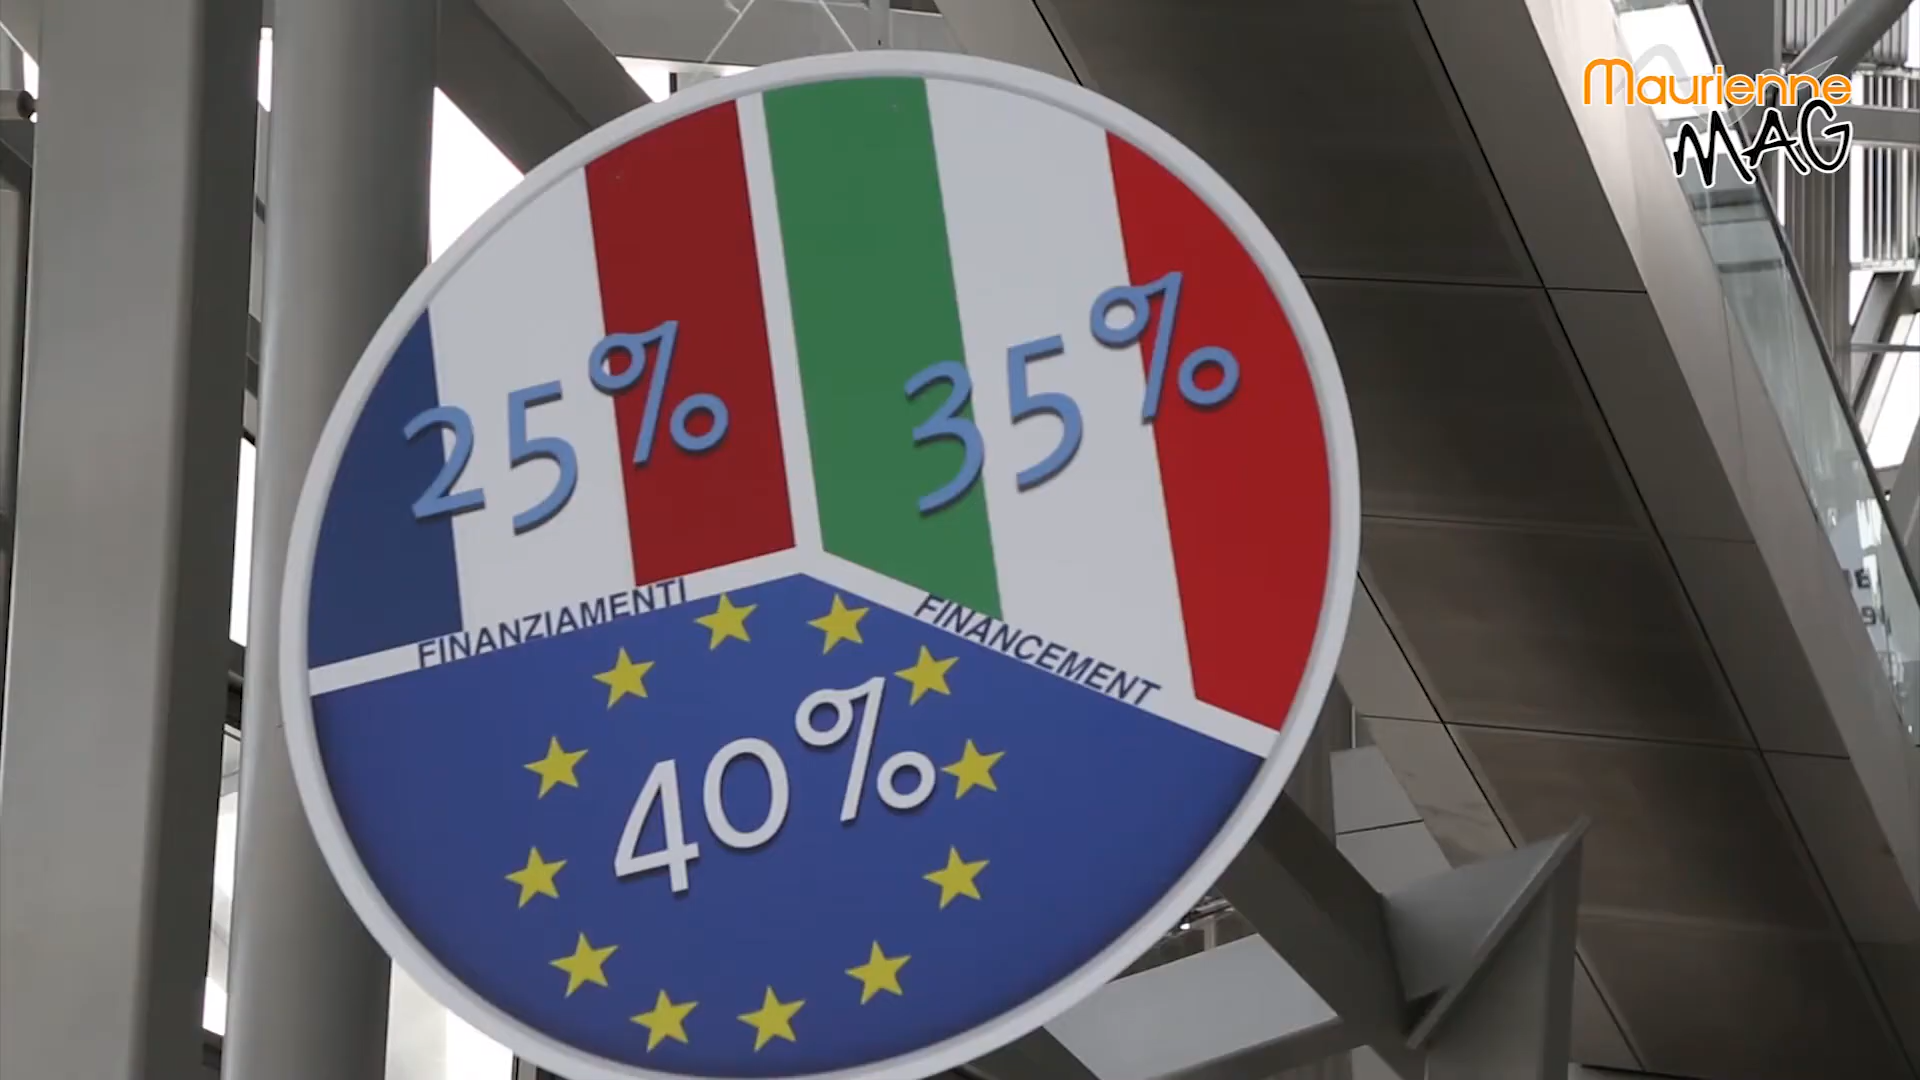 Maurienne
MAG
25%
35%
FINANZIAMENTI
FINANCEMENT
40%